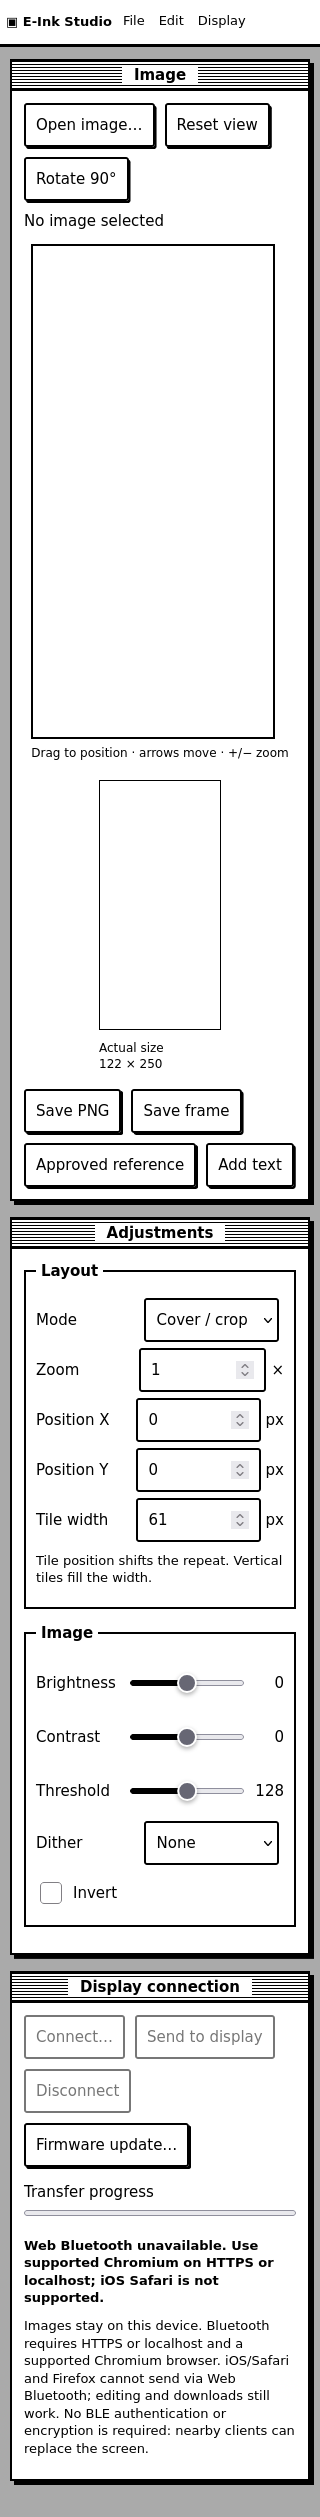 ▣ E-Ink Studio File Edit Display
Image
Open image… Reset view
Rotate 90°
No image selected
Drag to position · arrows move · +/− zoom
Actual size
122 × 250
Save PNG Save frame
Approved reference Add text
Adjustments
Layout
Mode Cover / crop
Zoom 1 ×
Position X 0 px
Position Y 0 px
Tile width 61 px
Tile position shifts the repeat. Vertical
tiles fill the width.
Image
Brightness 0
Contrast 0
Threshold 128
Dither None
Invert
Display connection
Connect… Send to display
Disconnect
Firmware update…
Transfer progress
Web Bluetooth unavailable. Use
supported Chromium on HTTPS or
localhost; iOS Safari is not
supported.
Images stay on this device. Bluetooth
requires HTTPS or localhost and a
supported Chromium browser. iOS/Safari
and Firefox cannot send via Web
Bluetooth; editing and downloads still
work. No BLE authentication or
encryption is required: nearby clients can
replace the screen.